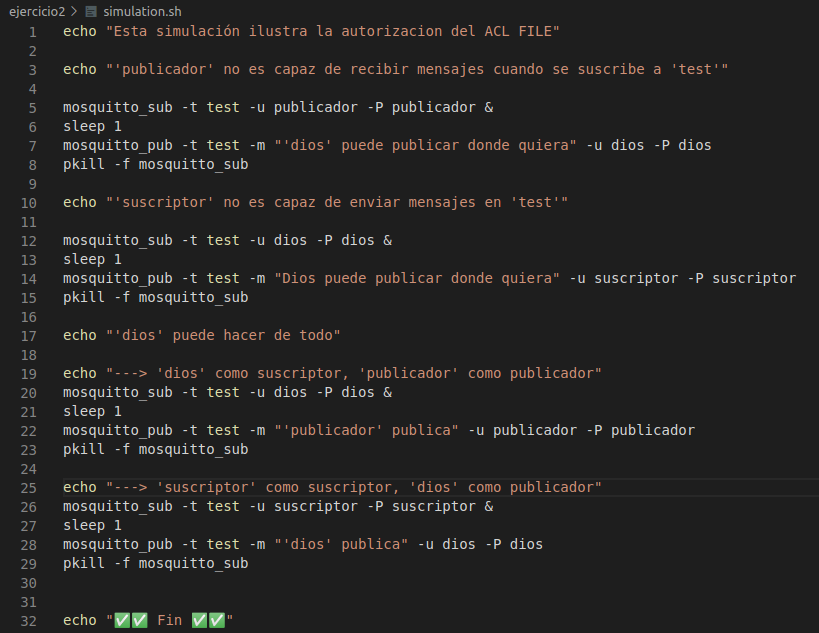 ejercicio2 > simulation.sh
1 echo "Esta simulación ilustra la autorizacion del ACL FILE"
2
3 echo "'publicador' no es capaz de recibir mensajes cuando se suscribe a 'test'"
4
5 mosquitto_sub -t test -u publicador -P publicador &
6 sleep 1
7 mosquitto_pub -t test -m "'dios' puede publicar donde quiera" -u dios -P dios
8 pkill -f mosquitto_sub
9
10 echo "'suscriptor' no es capaz de enviar mensajes en 'test'"
11
12 mosquitto_sub -t test -u dios -P dios &
13 sleep 1
14 mosquitto_pub -t test -m "Dios puede publicar donde quiera" -u suscriptor -P suscriptor
15 pkill -f mosquitto_sub
16
17 echo "'dios' puede hacer de todo"
18
19 echo "---> 'dios' como suscriptor, 'publicador' como publicador"
20 mosquitto_sub -t test -u dios -P dios &
21 sleep 1
22 mosquitto_pub -t test -m "'publicador' publica" -u publicador -P publicador
23 pkill -f mosquitto_sub
24
25 echo "---> 'suscriptor' como suscriptor, 'dios' como publicador"
26 mosquitto_sub -t test -u suscriptor -P suscriptor &
27 sleep 1
28 mosquitto_pub -t test -m "'dios' publica" -u dios -P dios
29 pkill -f mosquitto_sub
30
31
32 echo "✅✅ Fin ✅✅"